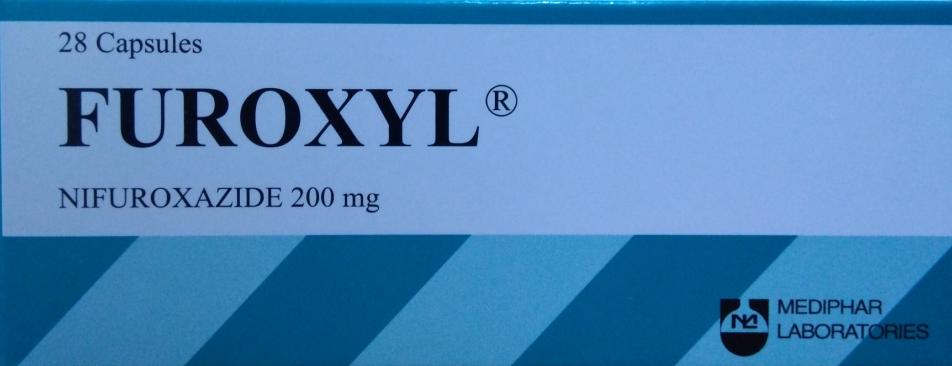 28 Capsules
FUROXYL®
NIFUROXAZIDE 200 mg
MEDIPHAR
LABORATORIES